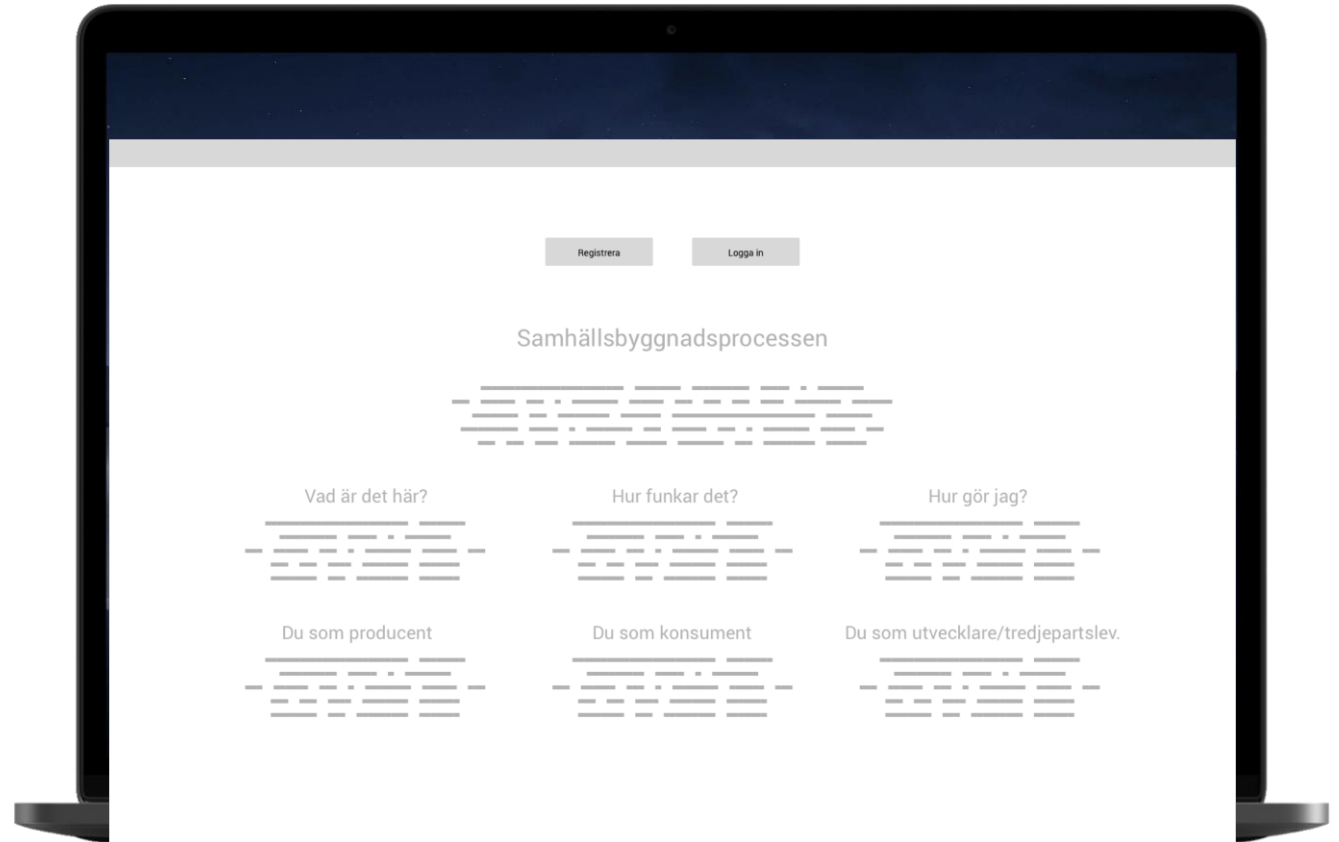 Registrera
Logga in
Samhällsbyggnadsprocessen
Vad är det här?
Hur funkar det?
Hur gör jag?
Du som producent
Du som konsument
Du som utvecklare/tredjepartslev.